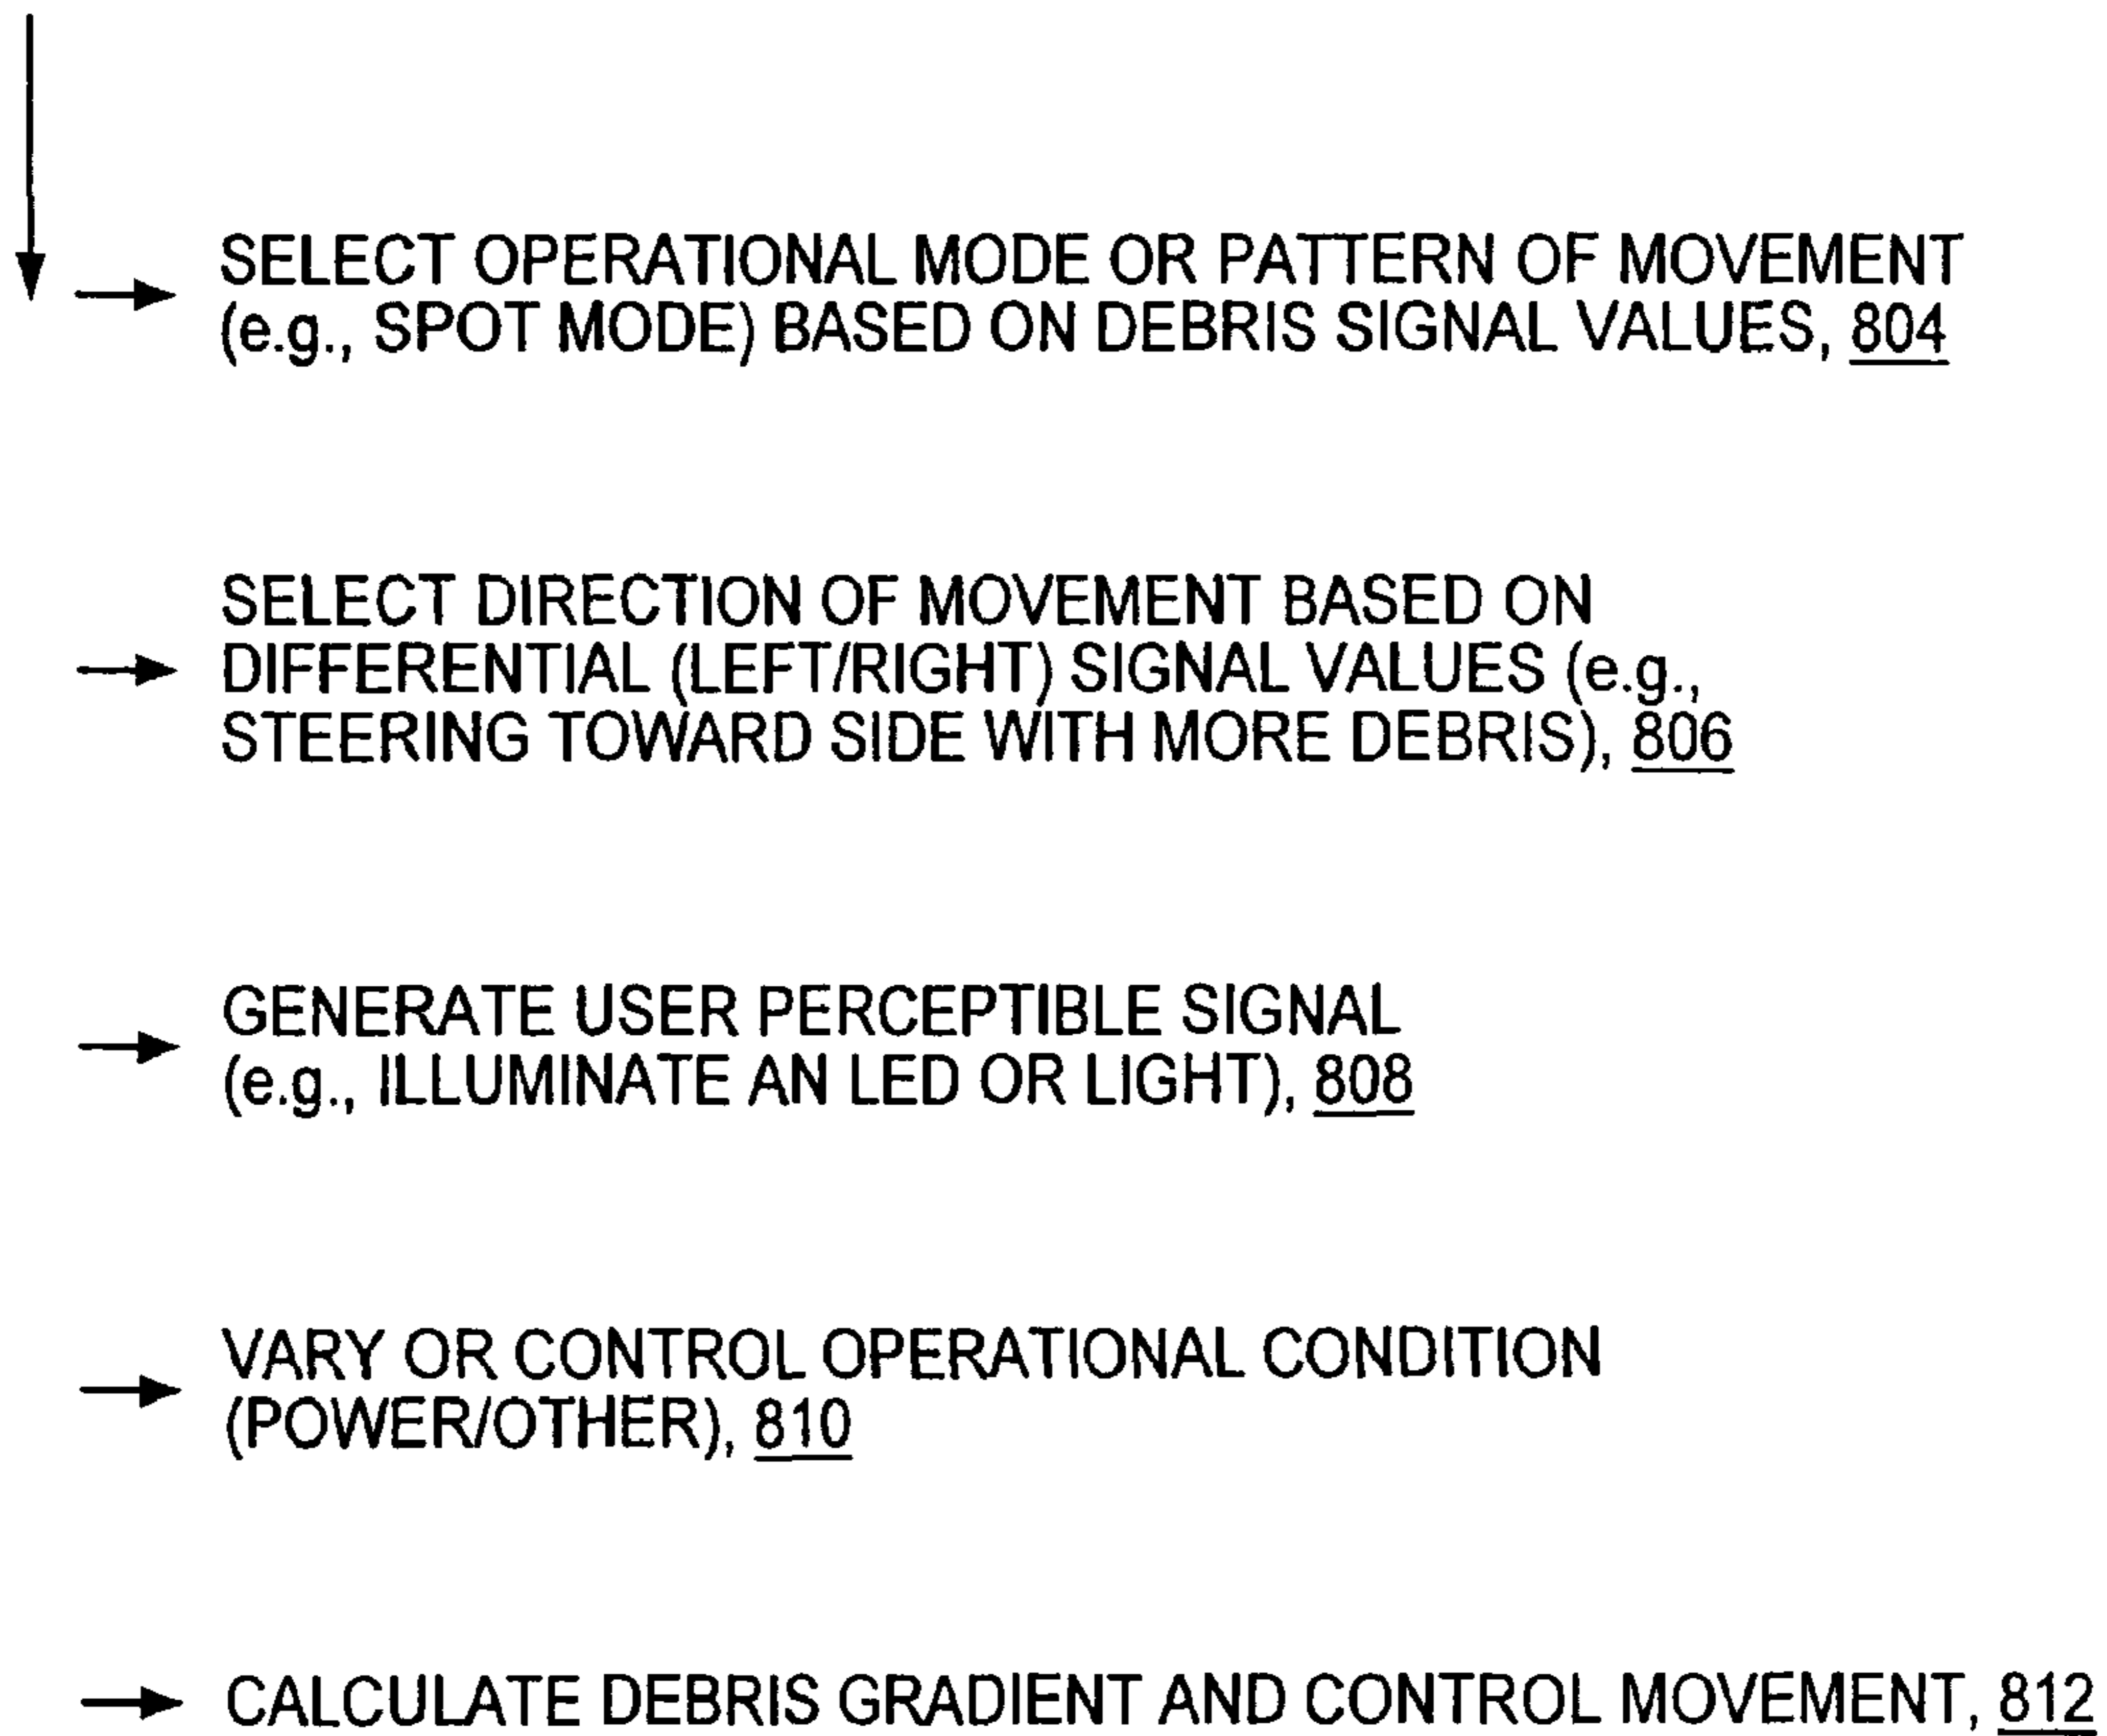 SELECT OPERATIONAL MODE OR PATTERN OF MOVEMENT
(e.g., SPOT MODE) BASED ON DEBRIS SIGNAL VALUES, 804
SELECT DIRECTION OF MOVEMENT BASED ON
DIFFERENTIAL (LEFT/RIGHT) SIGNAL VALUES (e.g.,
STEERING TOWARD SIDE WITH MORE DEBRIS), 806
GENERATE USER PERCEPTIBLE SIGNAL
(e.g., ILLUMINATE AN LED OR LIGHT), 808
VARY OR CONTROL OPERATIONAL CONDITION
(POWER/OTHER), 810
CALCULATE DEBRIS GRADIENT AND CONTROL MOVEMENT, 812